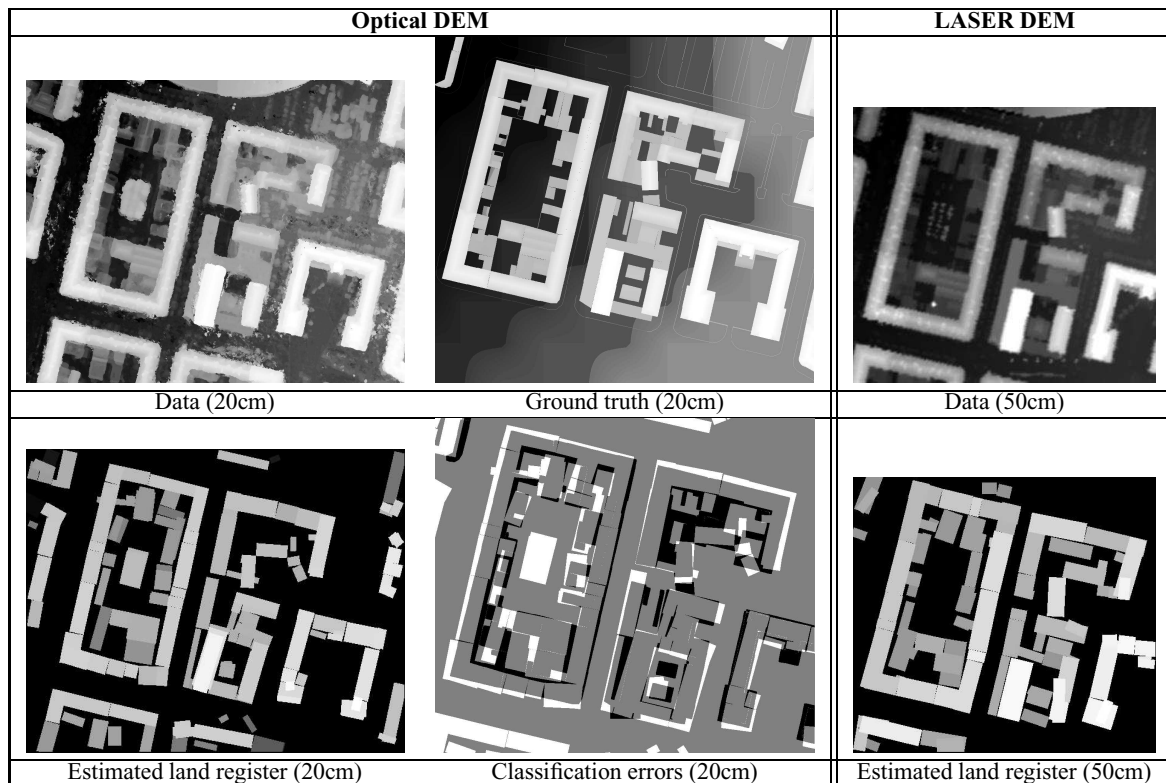 Optical DEM
LASER DEM
Data (20cm)
Ground truth (20cm)
Data (50cm)
Estimated land register (20cm)
Classification errors (20cm)
Estimated land register (50cm)